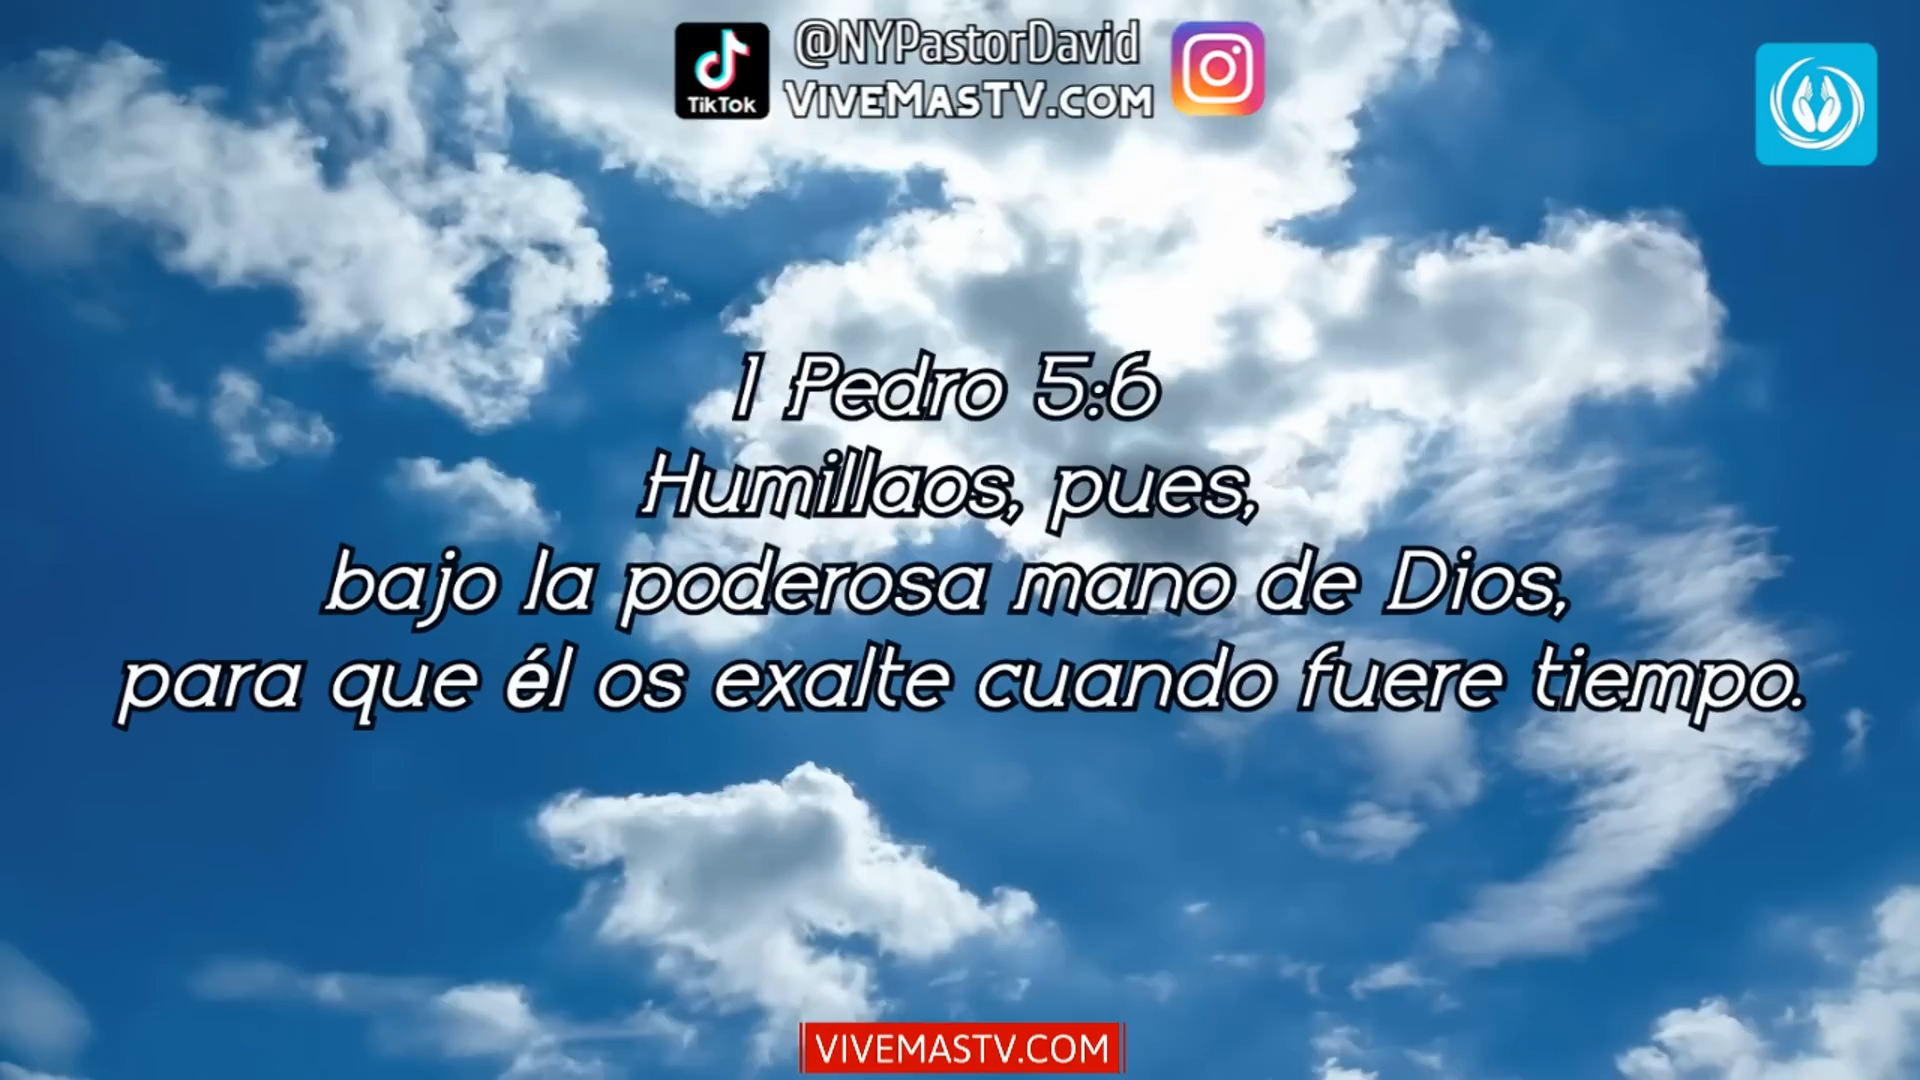 @NYPastorDavid
TikTok
VIVEMASTV.COM
1 Pedro 5:6
Humillaos, pues,
bajo la poderosa mano de Dios,
para que él os exalte cuando fuere tiempo.
VIVEMASTV.COM